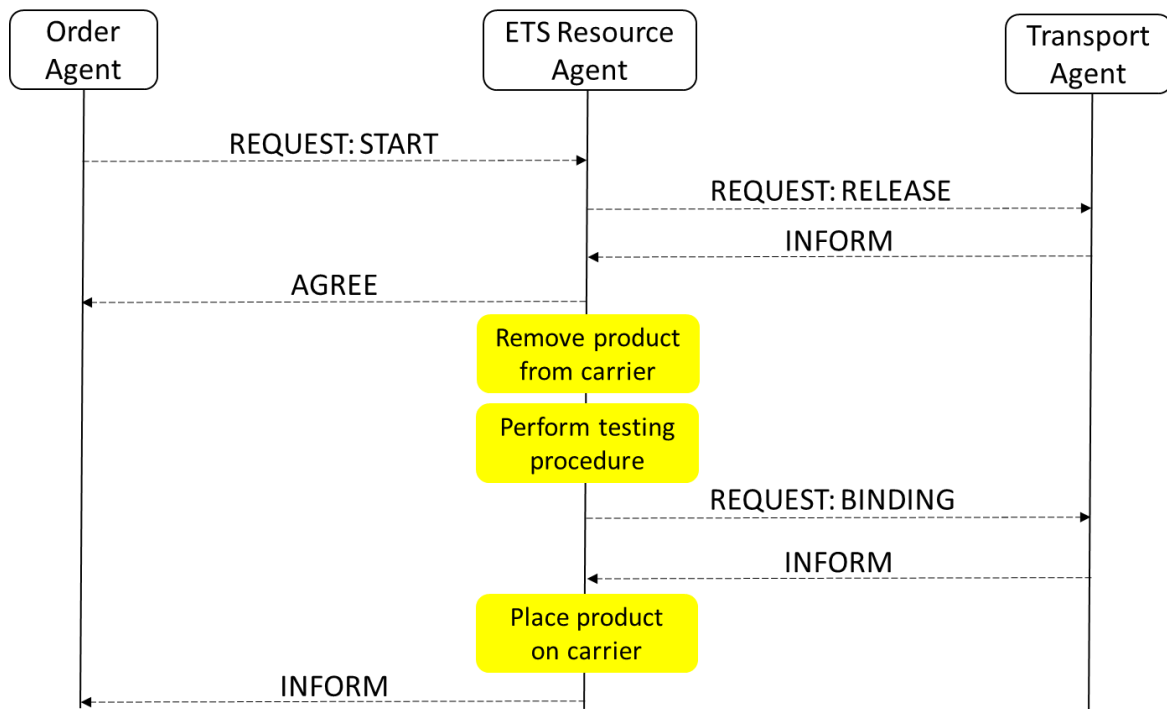 Order
Agent
ETS Resource
Agent
Transport
Agent
REQUEST: START
REQUEST: RELEASE
INFORM
AGREE
Remove product
from carrier
Perform testing
procedure
REQUEST: BINDING
INFORM
Place product
on carrier
INFORM